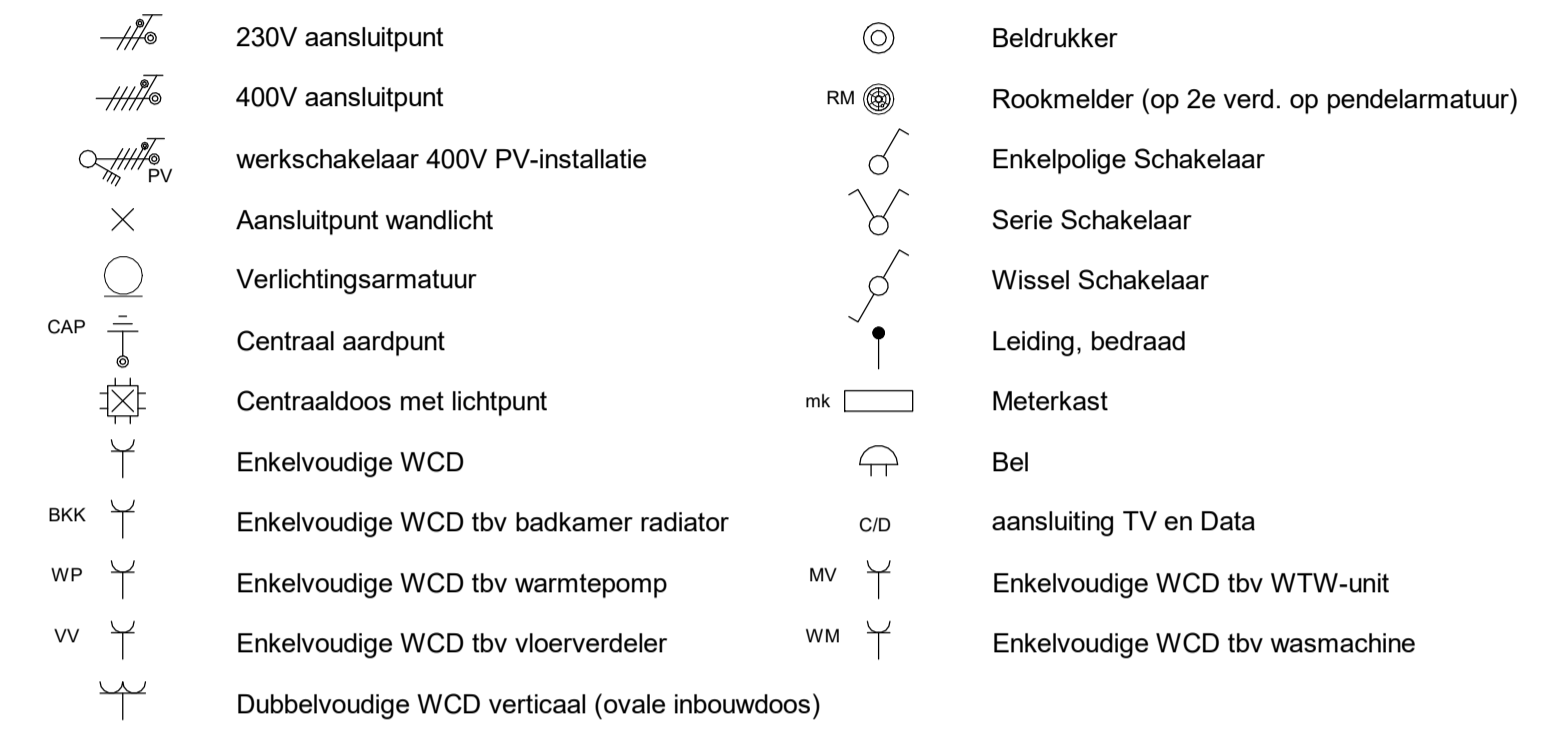 230V aansluitpunt
400V aansluitpunt
PV werkschakelaar 400V PV-installatie
Aansluitpunt wandlicht
Verlichtingsarmatuur
CAP Centraal aardpunt
Centraaldoos met lichtpunt
Enkelvoudige WCD
BKK Enkelvoudige WCD tbv badkamer radiator
WP Enkelvoudige WCD tbv warmtepomp
VV Enkelvoudige WCD tbv vloerverdeler
Dubbelvoudige WCD verticaal (ovale inbouwdoos)
Beldrukker
RM Rookmelder (op 2e verd. op pendelarmatuur)
Enkelpolige Schakelaar
Serie Schakelaar
Wissel Schakelaar
Leiding, bedraad
mk Meterkast
Bel
C/D aansluiting TV en Data
MV Enkelvoudige WCD tbv WTW-unit
WM Enkelvoudige WCD tbv wasmachine